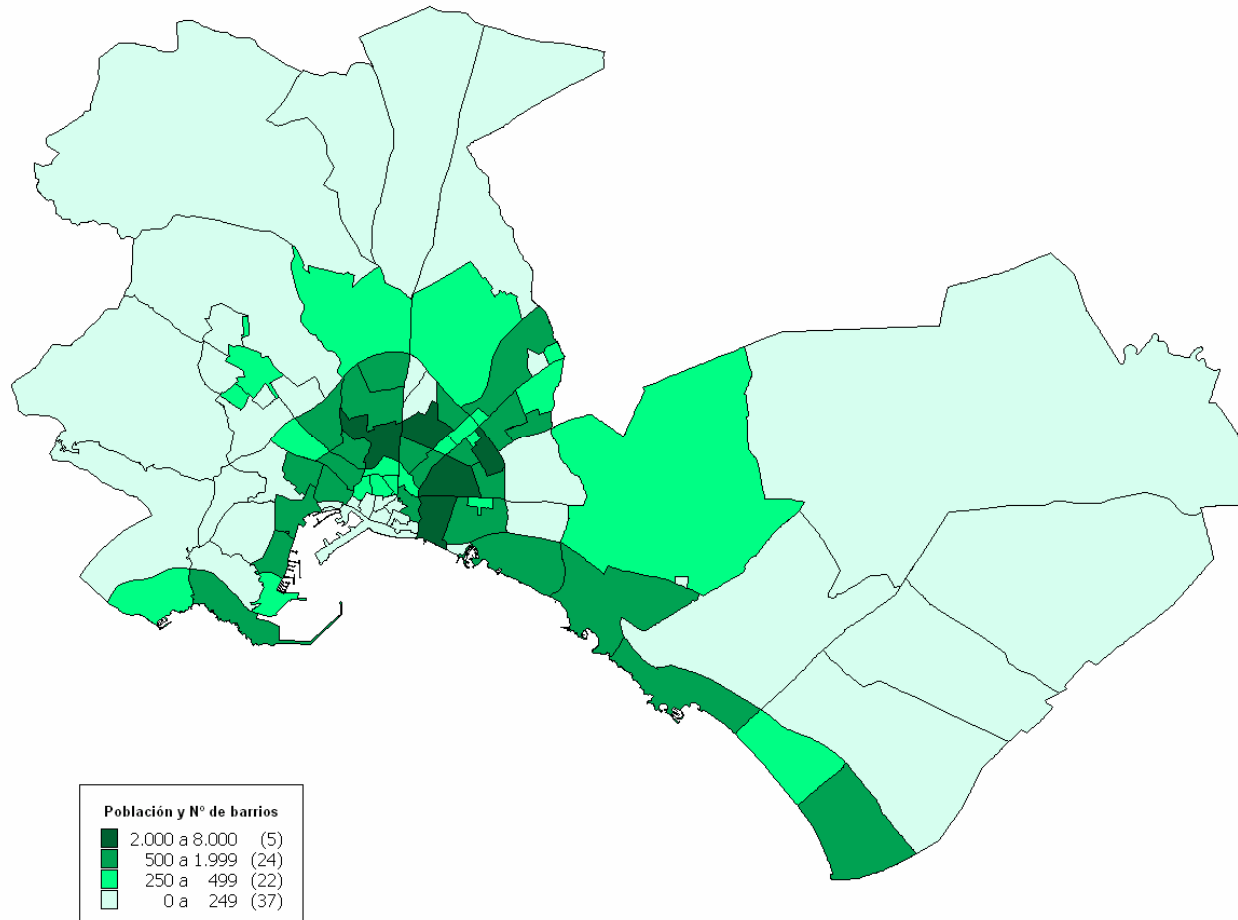 Población y Nº de barrios
2.000 a 8.000 (5)
500 a 1.999 (24)
250 a 499 (22)
0 a 249 (37)